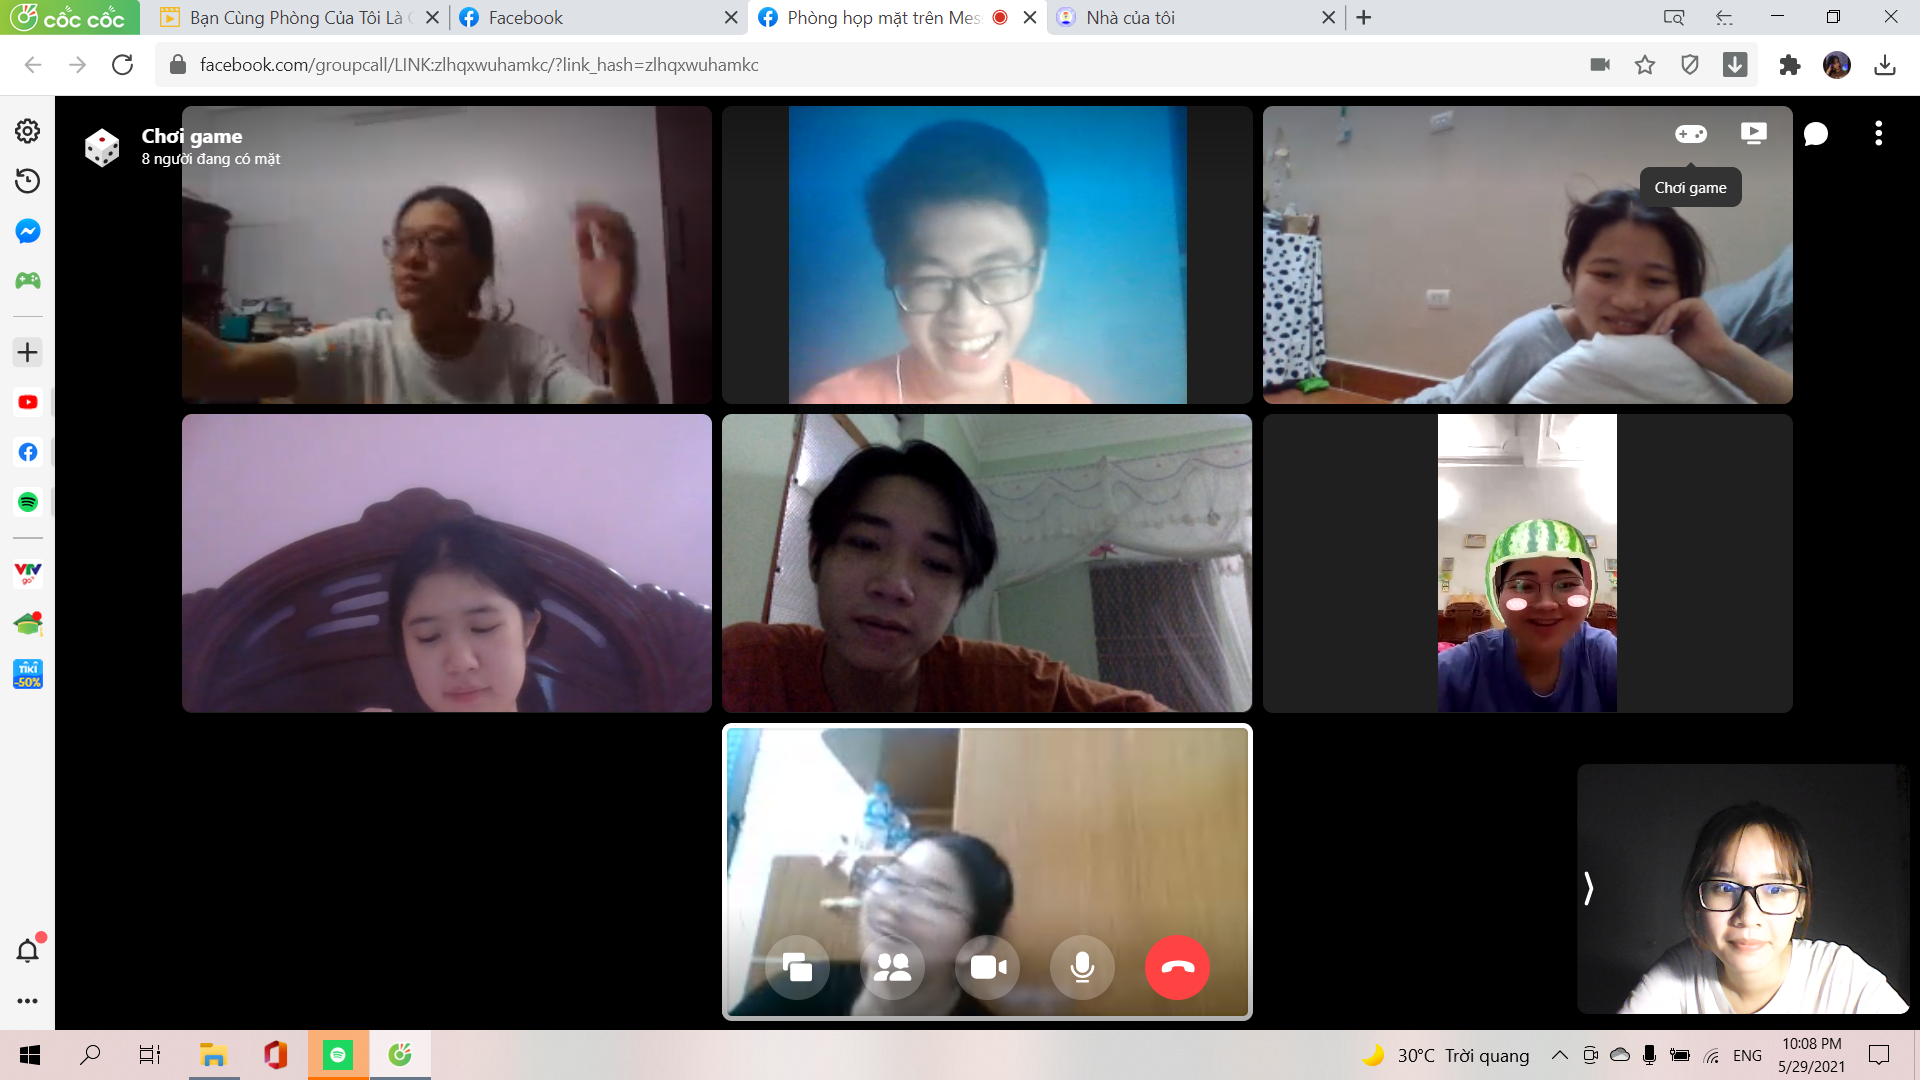 cốc cốc
Bạn Cùng Phòng Của Tôi Là
Facebook
Phòng họp mặt trên Mes
Nhà của tôi
facebook.com/groupcall/LINK:zlhqxwuhamkc/?link_hash=zlhqxwuhamkc
Chơi game
8 người đang có mặt
Chơi game
VTV
go
TIKI
-50%
30°C Trời quang
ENG
10:08 PM
5/29/2021